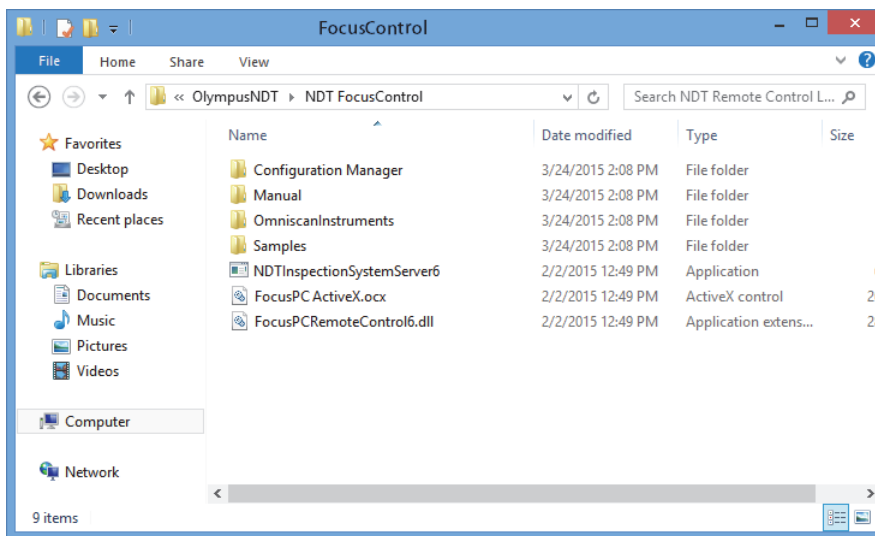 FocusControl
File Home Share View
« OlympusNDT NDT FocusControl Search NDT Remote Control L...
Name Date modified Type Size
Favorites
Desktop
Downloads
Recent places
Libraries
Documents
Music
Pictures
Videos
Computer
Network
Configuration Manager 3/24/2015 2:08 PM File folder
Manual 3/24/2015 2:08 PM File folder
OmniscanInstruments 3/24/2015 2:08 PM File folder
Samples 3/24/2015 2:08 PM File folder
NDTInspectionSystemServer6 2/2/2015 12:49 PM Application
FocusPC ActiveX.ocx 2/2/2015 12:49 PM ActiveX control 2
FocusPCRemoteControl6.dll 2/2/2015 12:49 PM Application extens... 2
9 items